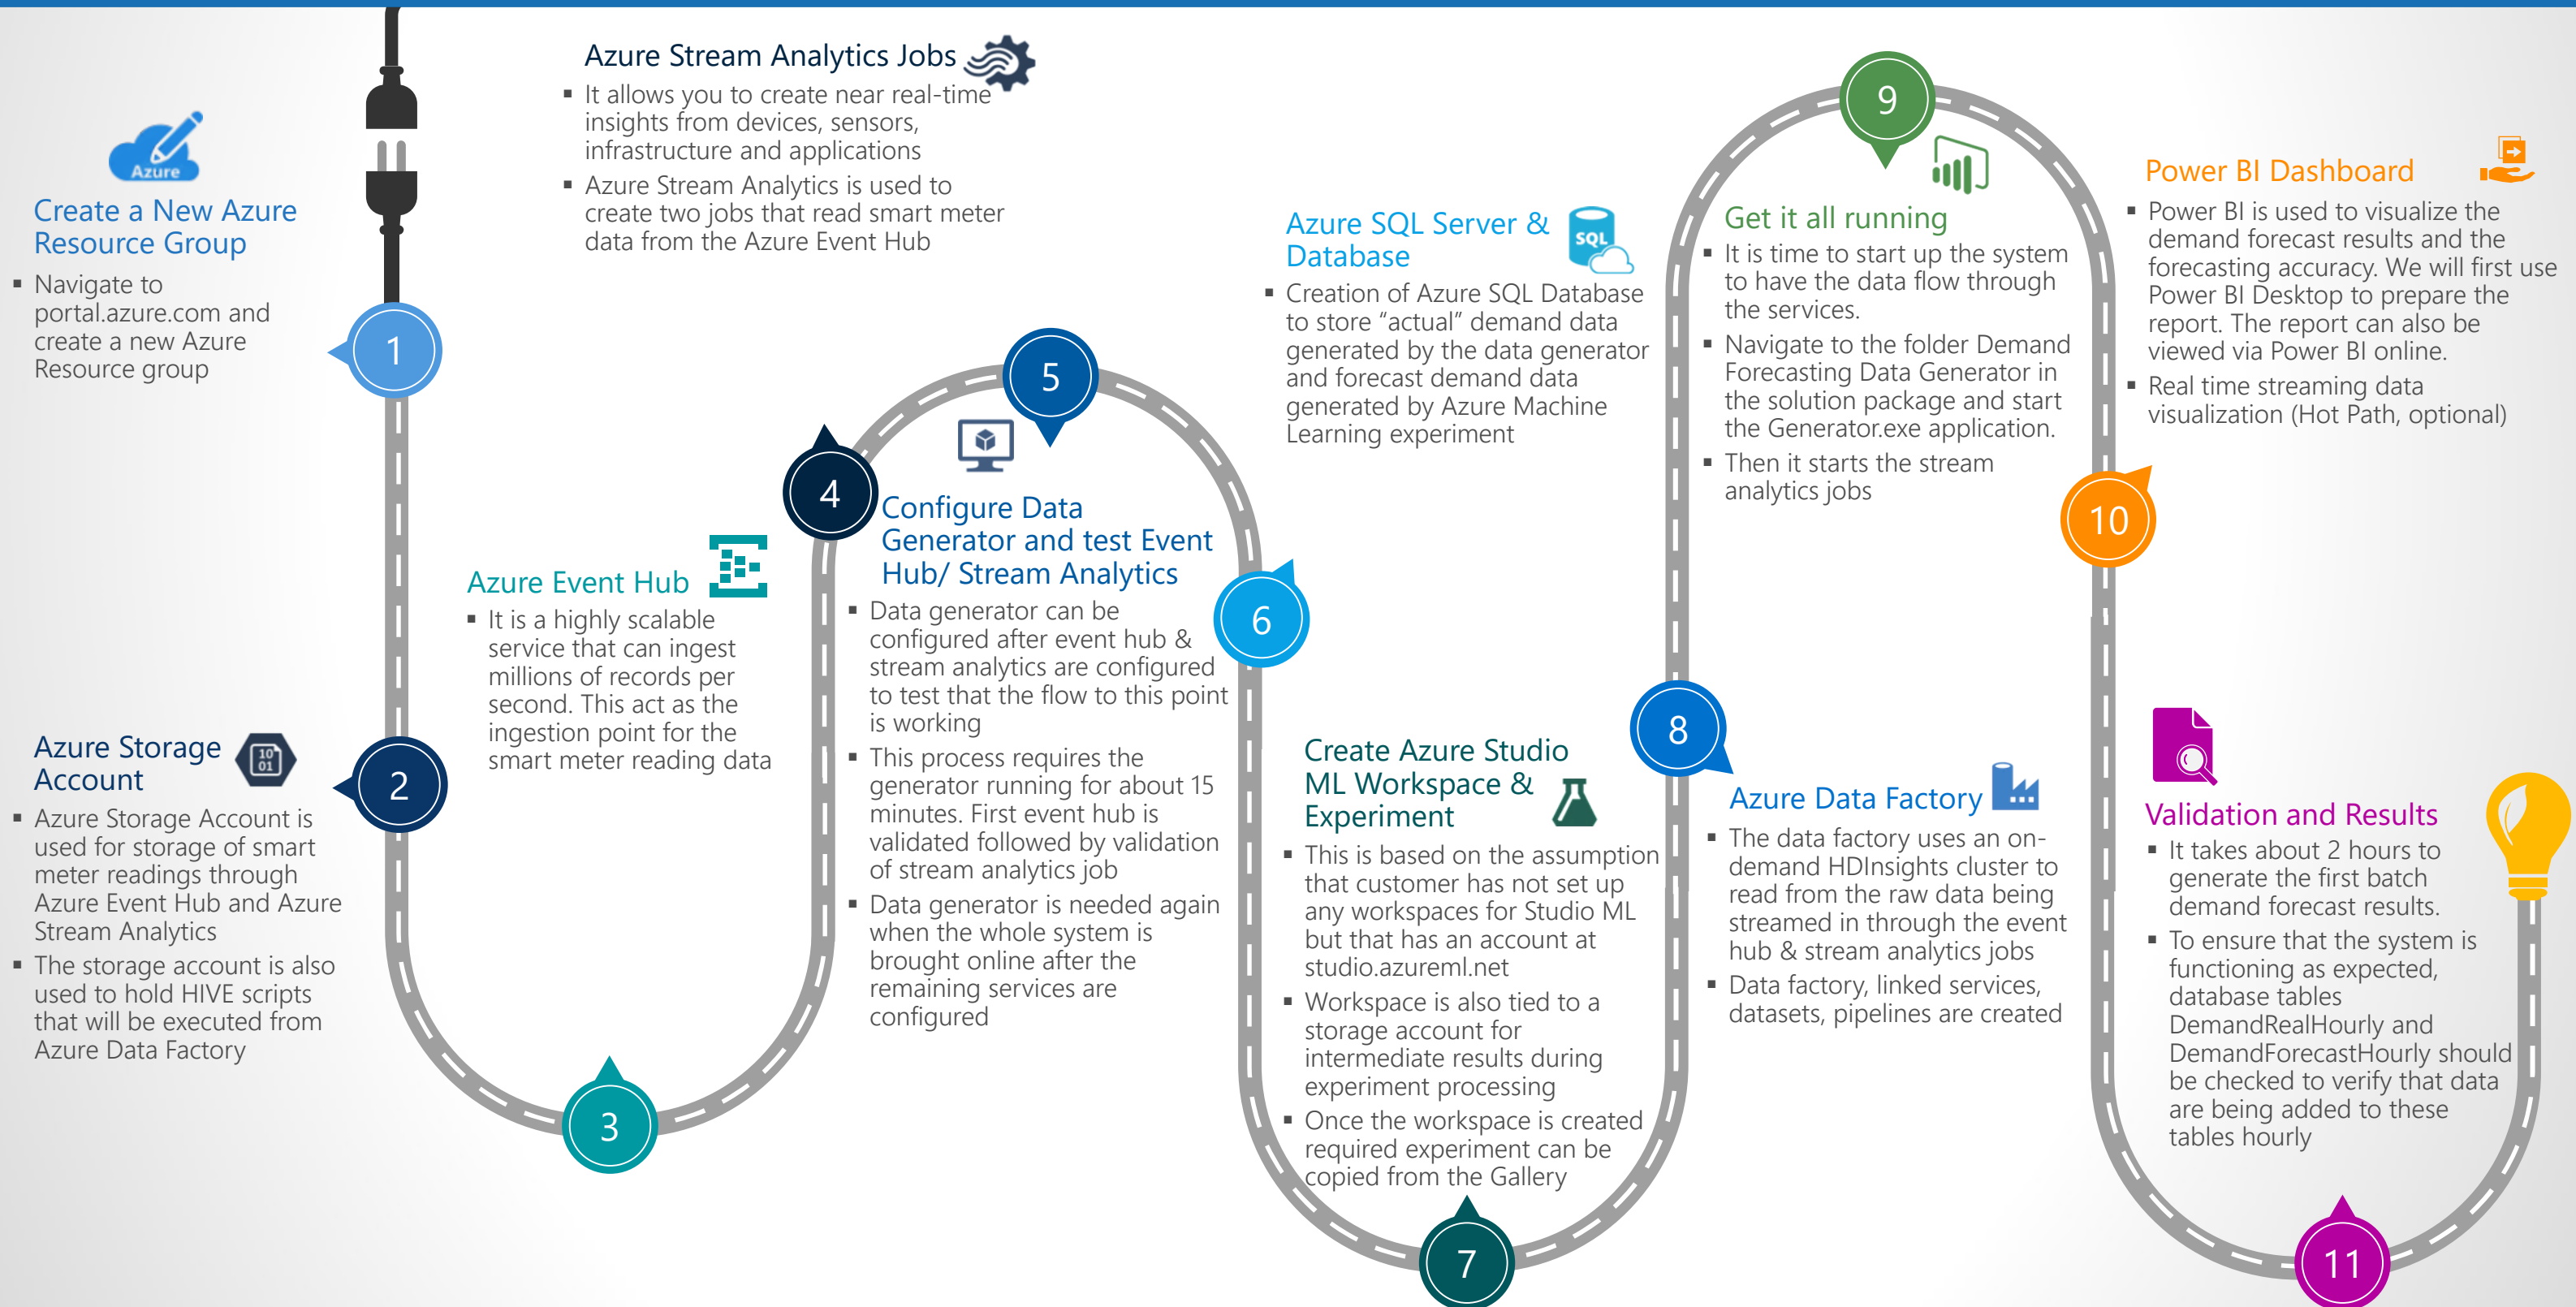 Azure
Create a New Azure
Resource Group
▪ Navigate to
portal.azure.com and
create a new Azure
Resource group
1
Azure Storage
Account
10
01
▪ Azure Storage Account is
used for storage of smart
meter readings through
Azure Event Hub and Azure
Stream Analytics
▪ The storage account is also
used to hold HIVE scripts
that will be executed from
Azure Data Factory
2
Azure Event Hub
▪ It is a highly scalable
service that can ingest
millions of records per
second. This act as the
ingestion point for the
smart meter reading data
3
Azure Stream Analytics Jobs
▪ It allows you to create near real-time
insights from devices, sensors,
infrastructure and applications
▪ Azure Stream Analytics is used to
create two jobs that read smart meter
data from the Azure Event Hub
4
5
Configure Data
Generator and test Event
Hub/ Stream Analytics
▪ Data generator can be
configured after event hub &
stream analytics are configured
to test that the flow to this point
is working
▪ This process requires the
generator running for about 15
minutes. First event hub is
validated followed by validation
of stream analytics job
▪ Data generator is needed again
when the whole system is
brought online after the
remaining services are
configured
Azure SQL Server &
Database
SQL
▪ Creation of Azure SQL Database
to store “actual” demand data
generated by the data generator
and forecast demand data
generated by Azure Machine
Learning experiment
6
Create Azure Studio
ML Workspace &
Experiment
▪ This is based on the assumption
that customer has not set up
any workspaces for Studio ML
but that has an account at
studio.azureml.net
▪ Workspace is also tied to a
storage account for
intermediate results during
experiment processing
▪ Once the workspace is created
required experiment can be
copied from the Gallery
7
8
Azure Data Factory
▪ The data factory uses an on-
demand HDInsights cluster to
read from the raw data being
streamed in through the event
hub & stream analytics jobs
▪ Data factory, linked services,
datasets, pipelines are created
9
Get it all running
▪ It is time to start up the system
to have the data flow through
the services.
▪ Navigate to the folder Demand
Forecasting Data Generator in
the solution package and start
the Generator.exe application.
▪ Then it starts the stream
analytics jobs
Power BI Dashboard
▪ Power BI is used to visualize the
demand forecast results and the
forecasting accuracy. We will first use
Power BI Desktop to prepare the
report. The report can also be
viewed via Power BI online.
▪ Real time streaming data
visualization (Hot Path, optional)
10
Validation and Results
▪ It takes about 2 hours to
generate the first batch
demand forecast results.
▪ To ensure that the system is
functioning as expected,
database tables
DemandRealHourly and
DemandForecastHourly should
be checked to verify that data
are being added to these
tables hourly
11